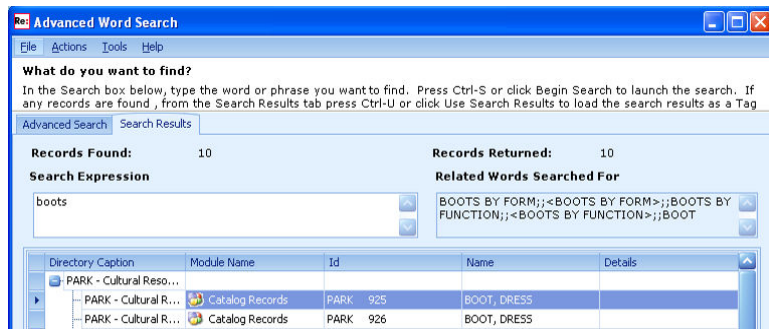 Re: Advanced Word Search
File Actions Tools Help
What do you want to find?
In the Search box below, type the word or phrase you want to find. Press Ctrl-S or click Begin Search to launch the search. If
any records are found , from the Search Results tab press Ctrl-U or click Use Search Results to load the search results as a Tag
Advanced Search Search Results
Records Found: 10 Records Returned: 10
Search Expression Related Words Searched For
boots
BOOTS BY FORM;;<BOOTS BY FORM>;;BOOTS BY
FUNCTION;;<BOOTS BY FUNCTION>;;BOOT
Directory Caption Module Name Id Name Details
PARK - Cultural Reso...
PARK - Cultural R... Catalog Records PARK 925 BOOT, DRESS
PARK - Cultural R... Catalog Records PARK 926 BOOT, DRESS